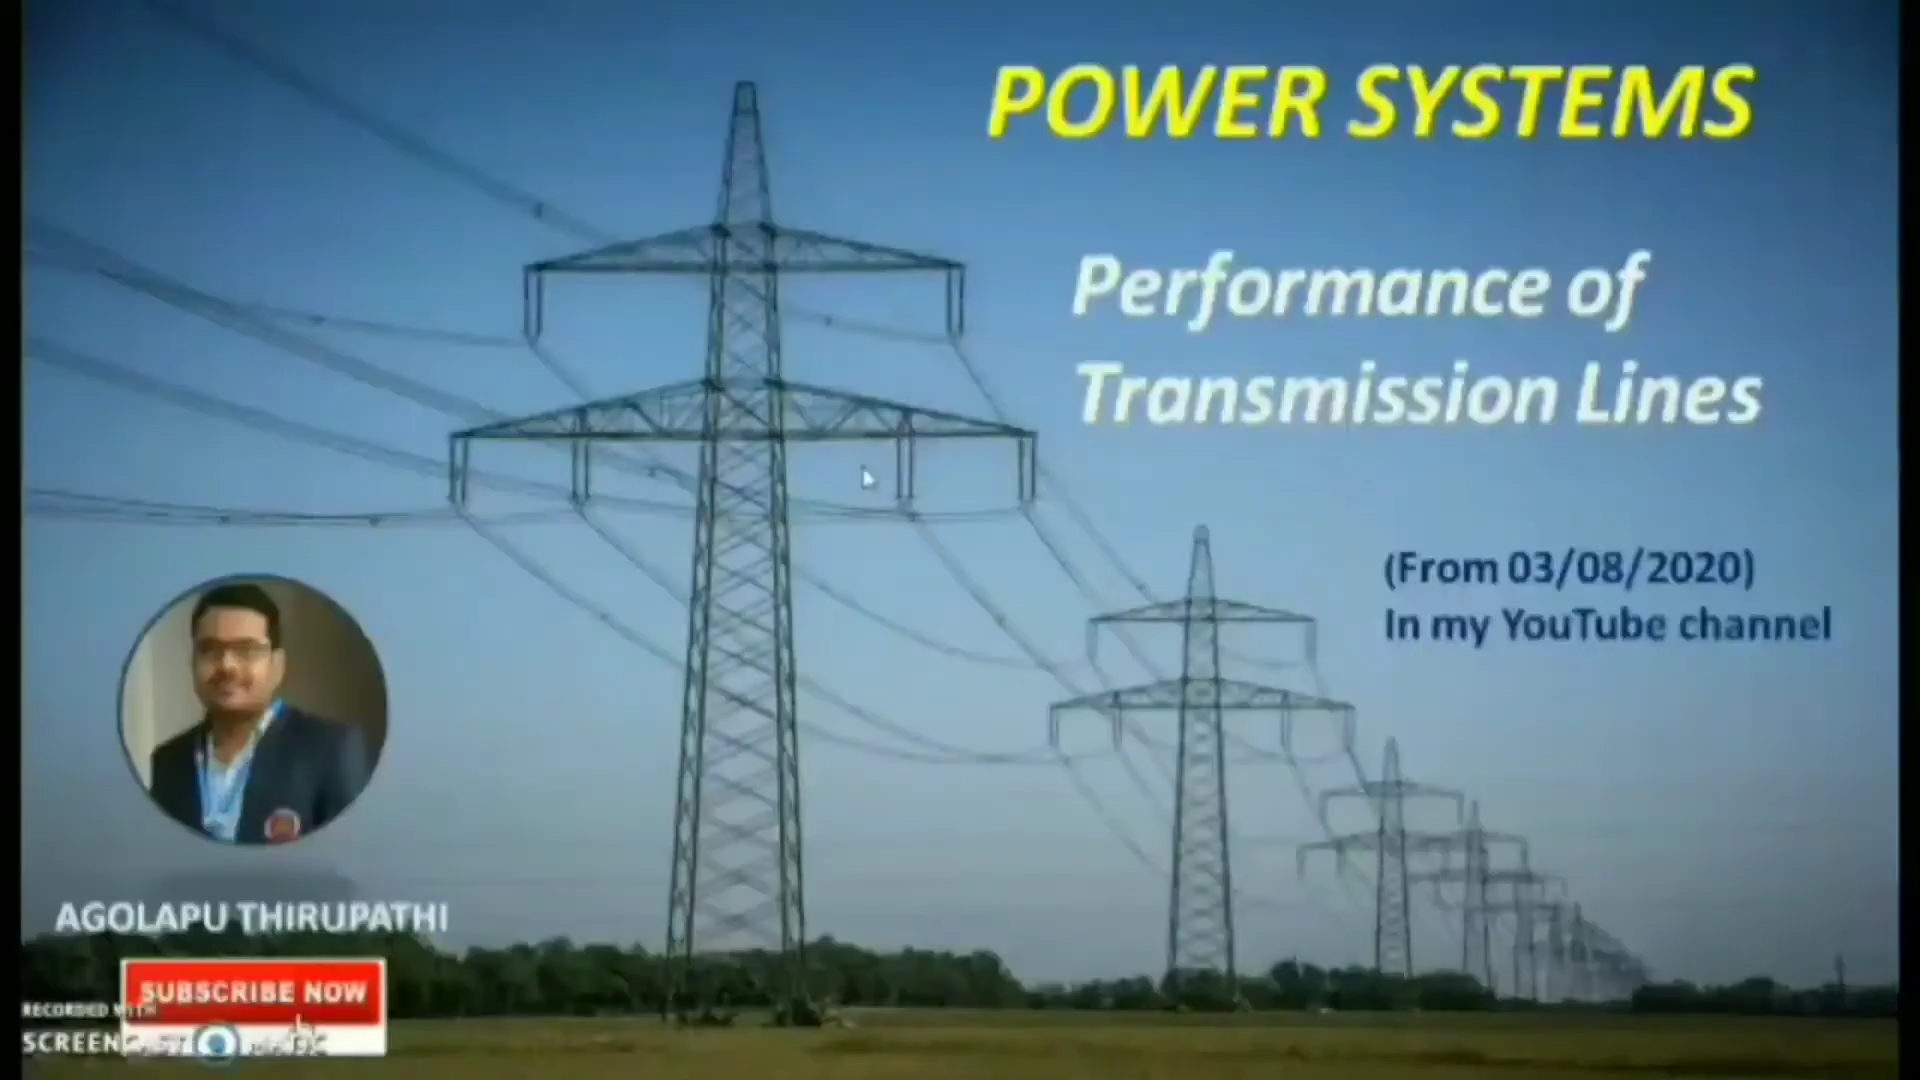 POWER SYSTEMS
Performance of
Transmission Lines
(From 03/08/2020)
In my YouTube channel
AGOLAPU THIRUPATHI
SUBSCRIBE NOW
RECORDED WITH